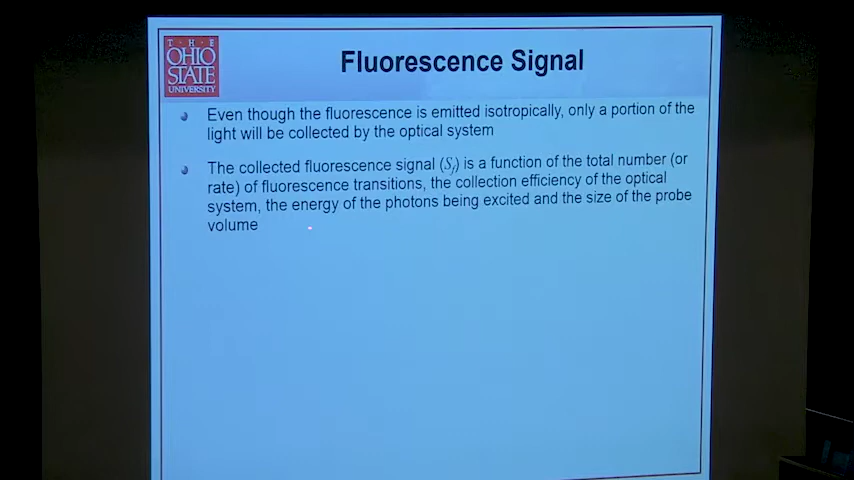 T · H · E
OHIO
STATE
UNIVERSITY
Fluorescence Signal
Even though the fluorescence is emitted isotropically, only a portion of the
light will be collected by the optical system
The collected fluorescence signal (Sf) is a function of the total number (or
rate) of fluorescence transitions, the collection efficiency of the optical
system, the energy of the photons being excited and the size of the probe
volume